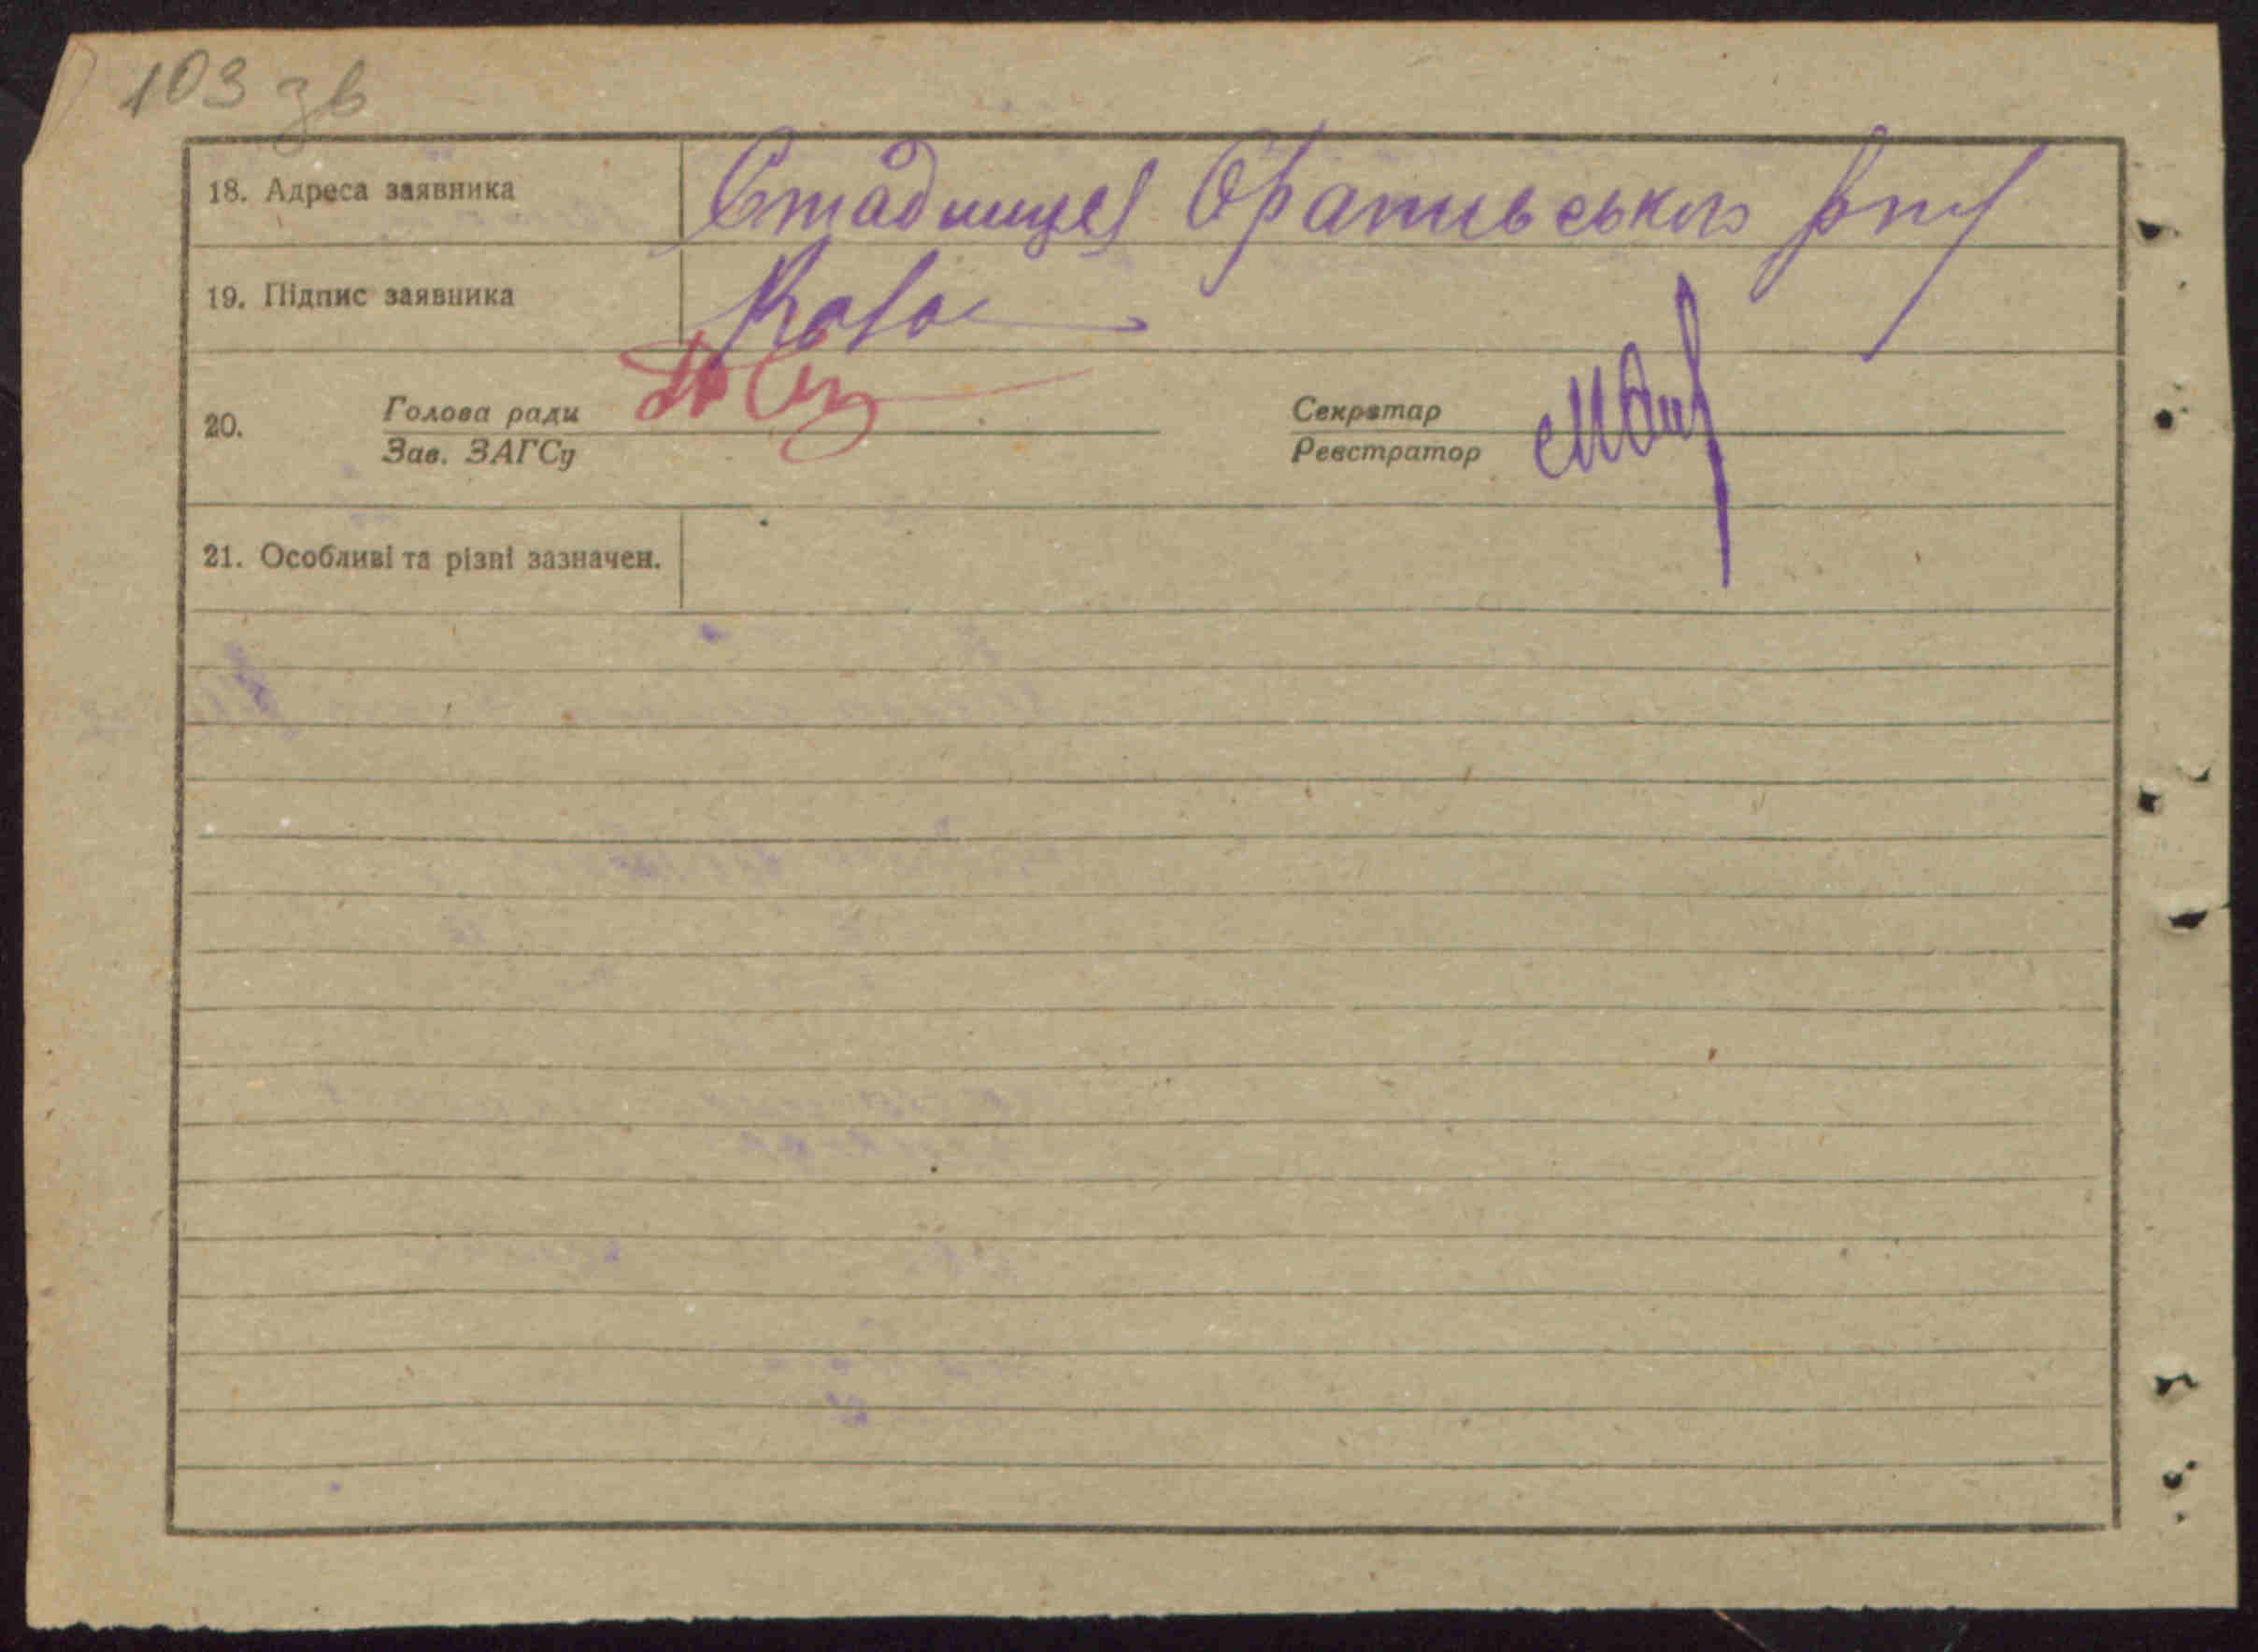 103 зв
18. Адреса заявника Стадниця Оратівського р-ну
19. Підпис заявника
20. Голова ради Секретар
Зав. ЗАГСу Реєстратор
21. Особливі та різні зазначен.